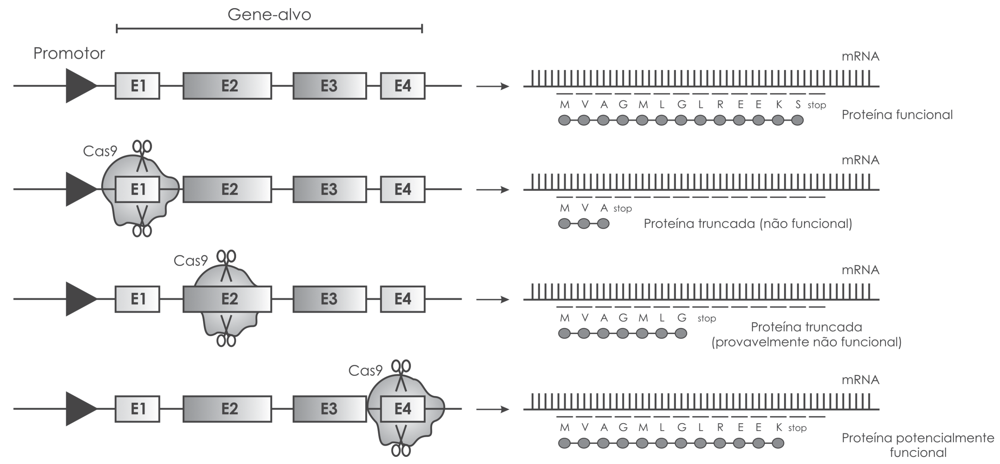 Gene-alvo
Promotor
E1 E2 E3 E4
mRNA
M V A G M L G L R E E K S stop
Proteína funcional
Cas9
E1 E2 E3 E4
mRNA
M V A stop
Proteína truncada (não funcional)
Cas9
E1 E2 E3 E4
mRNA
M V A G M L G stop
Proteína truncada
(provavelmente não funcional)
Cas9
E1 E2 E3 E4
mRNA
M V A G M L G L R E E K stop
Proteína potencialmente
funcional